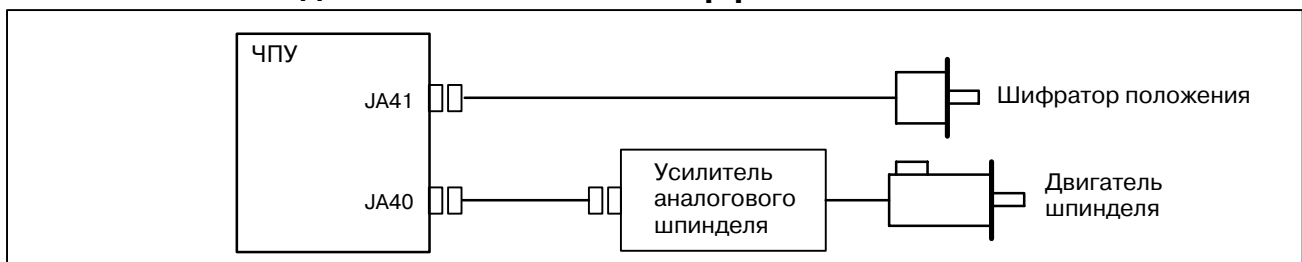 ЧПУ
JA41
Шифратор положения
JA40
Усилитель
аналогового
шпинделя
Двигатель
шпинделя